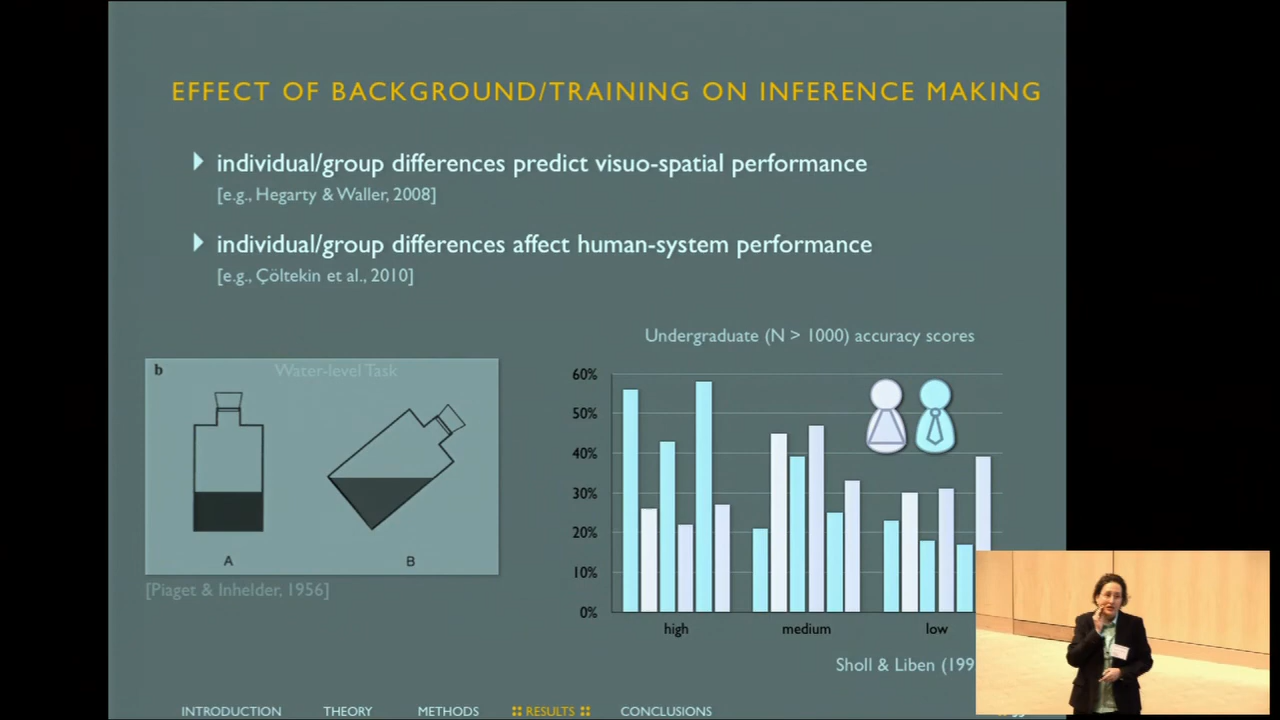 EFFECT OF BACKGROUND/TRAINING ON INFERENCE MAKING
individual/group differences predict visuo-spatial performance
[e.g., Hegarty & Waller, 2008]
individual/group differences affect human-system performance
[e.g., Çöltekin et al., 2010]
b
Water-level Task
A
B
[Piaget & Inhelder, 1956]
Undergraduate (N > 1000) accuracy scores
60%
50%
40%
30%
20%
10%
0%
high
medium
low
Sholl & Liben (199
INTRODUCTION
THEORY
METHODS
RESULTS
CONCLUSIONS